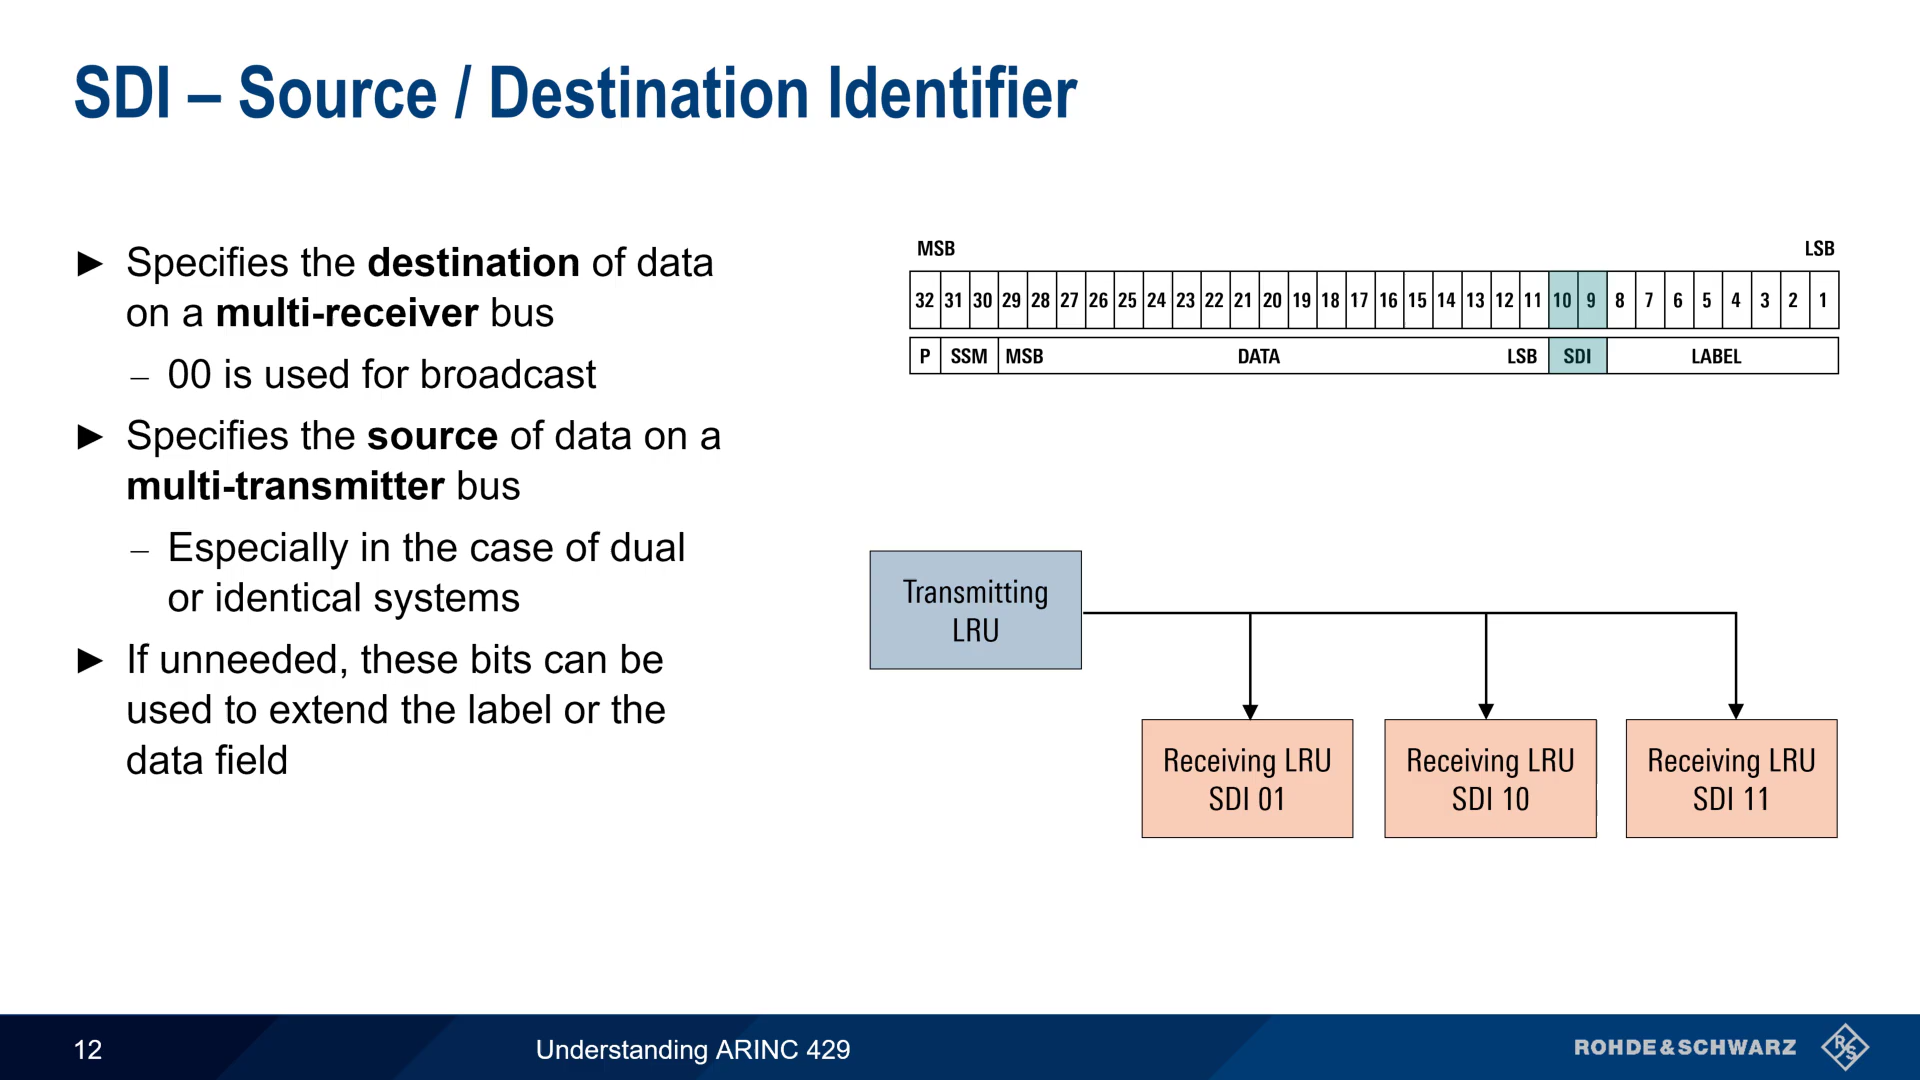 SDI – Source / Destination Identifier
► Specifies the destination of data
on a multi-receiver bus
– 00 is used for broadcast
► Specifies the source of data on a
multi-transmitter bus
– Especially in the case of dual
or identical systems
► If unneeded, these bits can be
used to extend the label or the
data field
MSB LSB
32 31 30 29 28 27 26 25 24 23 22 21 20 19 18 17 16 15 14 13 12 11 10 9 8 7 6 5 4 3 2 1
P SSM MSB DATA LSB SDI LABEL
Transmitting
LRU
Receiving LRU
SDI 01
Receiving LRU
SDI 10
Receiving LRU
SDI 11
12
Understanding ARINC 429
ROHDE&SCHWARZ
R&S